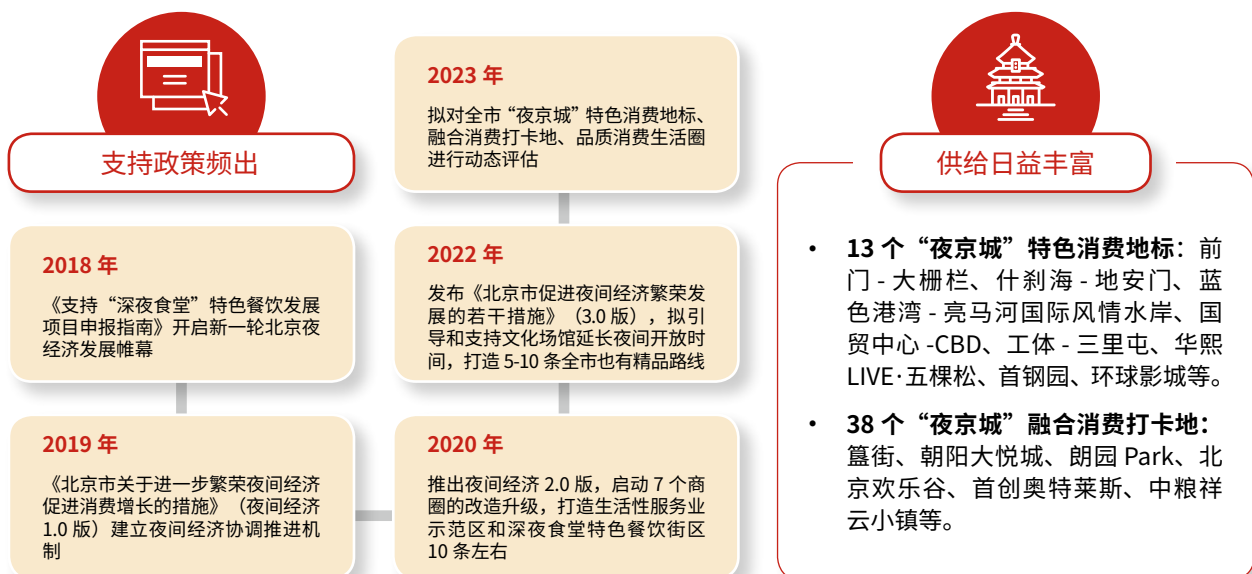 支持政策频出
2018 年
《支持“深夜食堂”特色餐饮发展
项目申报指南》开启新一轮北京夜
经济发展帷幕
2019 年
《北京市关于进一步繁荣夜间经济
促进消费增长的措施》（夜间经济
1.0 版）建立夜间经济协调推进机
制
2020 年
推出夜间经济 2.0 版，启动 7 个商
圈的改造升级，打造生活性服务业
示范区和深夜食堂特色餐饮街区
10 条左右
2022 年
发布《北京市促进夜间经济繁荣发
展的若干措施》（3.0 版），拟引
导和支持文化场馆延长夜间开放时
间，打造 5-10 条全市也有精品路线
2023 年
拟对全市“夜京城”特色消费地标、
融合消费打卡地、品质消费生活圈
进行动态评估
供给日益丰富
• 13 个“夜京城”特色消费地标：前
门 - 大栅栏、什刹海 - 地安门、蓝
色港湾 - 亮马河国际风情水岸、国
贸中心 -CBD、工体 - 三里屯、华熙
LIVE·五棵松、首钢园、环球影城等。
• 38 个“夜京城”融合消费打卡地：
簋街、朝阳大悦城、朗园 Park、北
京欢乐谷、首创奥特莱斯、中粮祥
云小镇等。